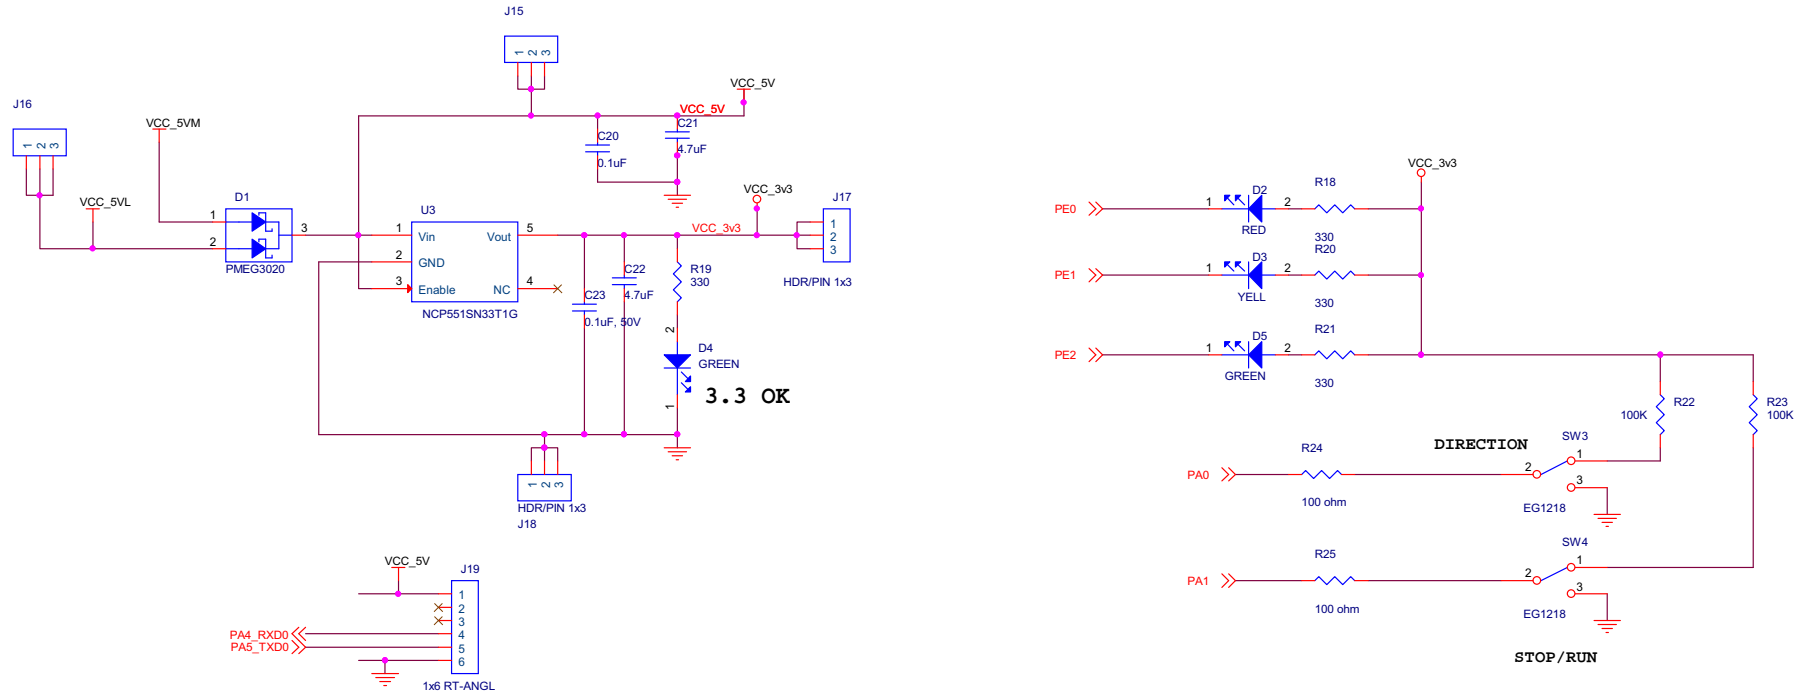 J15
1 2 3
VCC_5V
J16
1 2 3
VCC_5VM
VCC_5V
C20
0.1uF
C21
4.7uF
VCC_5VL
D1
1
2
3
PMEG3020
U3
1 Vin
2 GND
3 Enable
Vout 5
NC 4
NCP551SN33T1G
VCC_3v3
VCC_3v3
J17
1
2
3
HDR/PIN 1x3
C22
4.7uF
C23
0.1uF, 50V
R19
330
2
D4
GREEN
1
3.3 OK
1 2 3
HDR/PIN 1x3
J18
VCC_5V
J19
1
2
3
4
5
6
PA4_RXD0
PA5_TXD0
1x6 RT-ANGL
VCC_3v3
PE0
1 D2 2
RED
R18
330
PE1
1 D3 2
YELL
R20
330
PE2
1 D5 2
GREEN
R21
330
R22
100K
R23
100K
DIRECTION
SW3
PA0
R24
100 ohm
2
1
3
EG1218
SW4
PA1
R25
100 ohm
2
1
3
EG1218
STOP/RUN